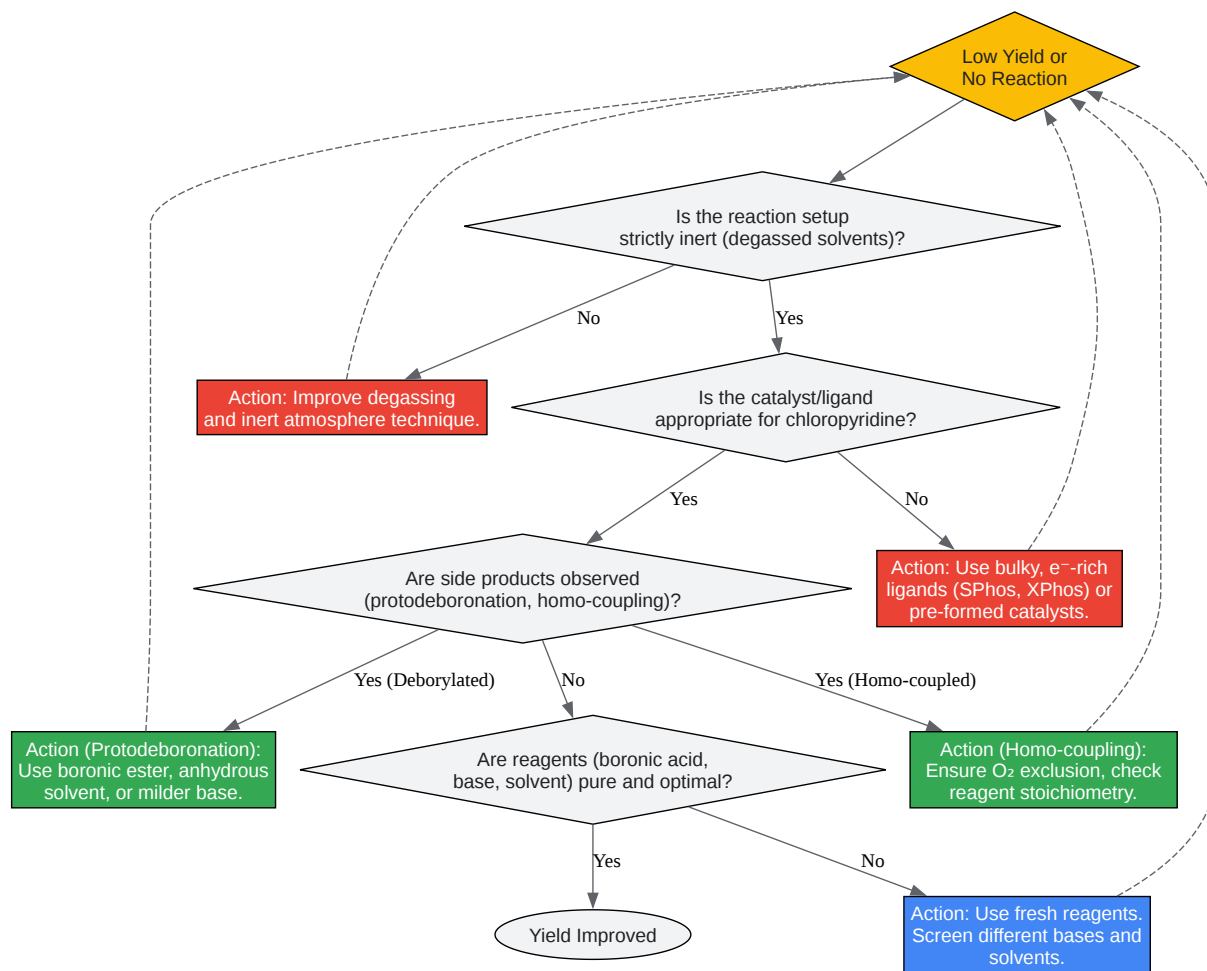 Low Yield or
No Reaction
Is the reaction setup
strictly inert (degassed solvents)?
No
Yes
Action: Improve degassing
and inert atmosphere technique.
Is the catalyst/ligand
appropriate for chloropyridine?
Yes
No
Are side products observed
(protodeboronation, homo-coupling)?
Action: Use bulky, e⁻-rich
ligands (SPhos, XPhos) or
pre-formed catalysts.
Yes (Deborylated)
No
Yes (Homo-coupled)
Action (Protodeboronation):
Use boronic ester, anhydrous
solvent, or milder base.
Are reagents (boronic acid,
base, solvent) pure and optimal?
Action (Homo-coupling):
Ensure O₂ exclusion, check
reagent stoichiometry.
Yes
No
Yield Improved
Action: Use fresh reagents.
Screen different bases and
solvents.